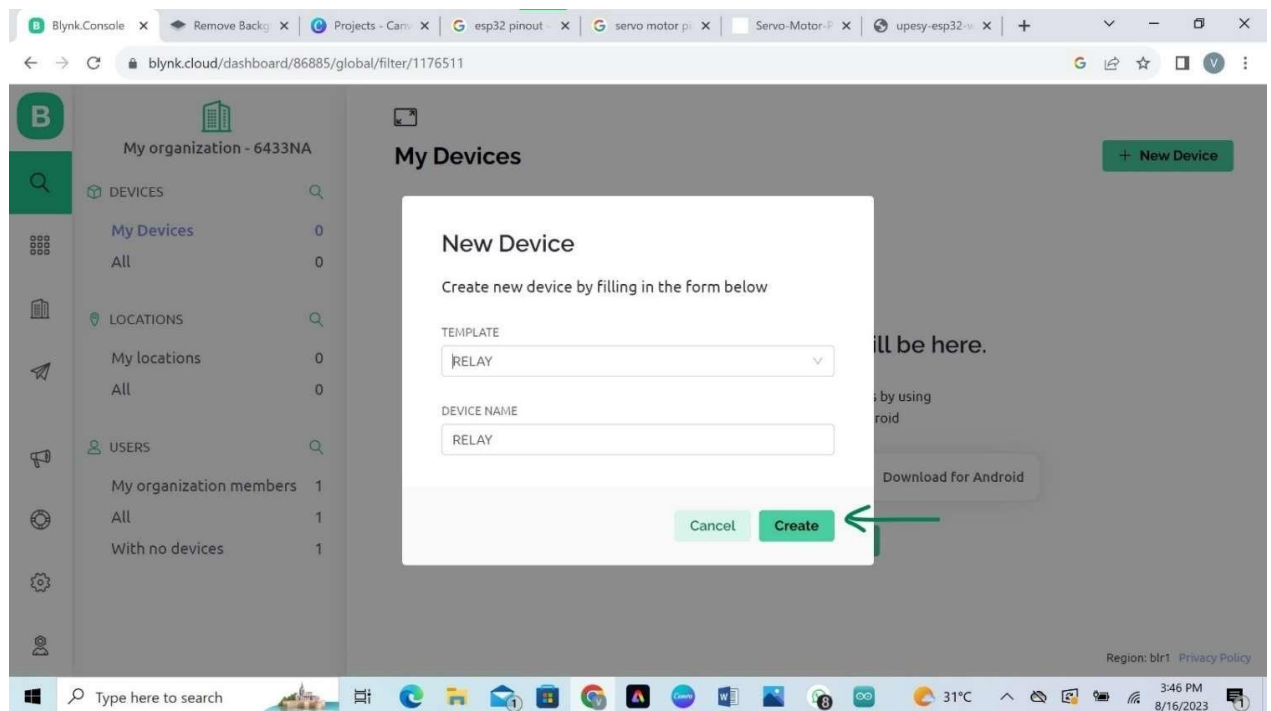 Blynk.Console
Remove Backg
Projects - Canv
esp32 pinout -
servo motor pi
Servo-Motor-P
upesy-esp32-w
blynk.cloud/dashboard/86885/global/filter/1176511
G
V
B
My organization - 6433NA
DEVICES
My Devices 0
All 0
LOCATIONS
My locations 0
All 0
USERS
My organization members 1
All 1
With no devices 1
My Devices
+ New Device
New Device
Create new device by filling in the form below
TEMPLATE
RELAY
DEVICE NAME
RELAY
Cancel
Create
ill be here.
s by using
roid
Download for Android
Region: blr1 Privacy Policy
Type here to search
31°C
3:46 PM
8/16/2023